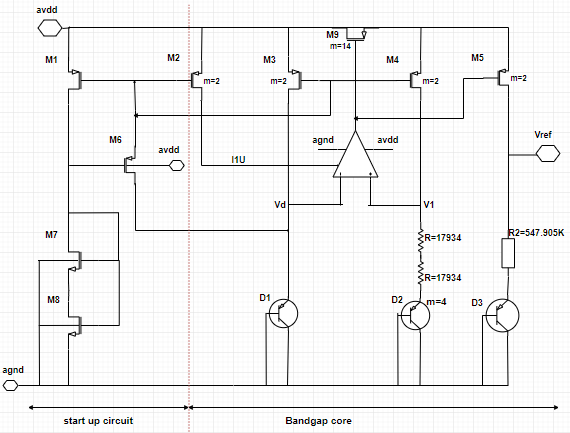 avdd
M9
m=14
M1
M2
M3
M4
M5
m=2
m=2
m=2
m=2
M6
avdd
agnd
avdd
Vref
I1U
Vd
V1
M7
R=17934
R2=547.905K
R=17934
M8
D1
D2
m=4
D3
agnd
start up circuit
Bandgap core